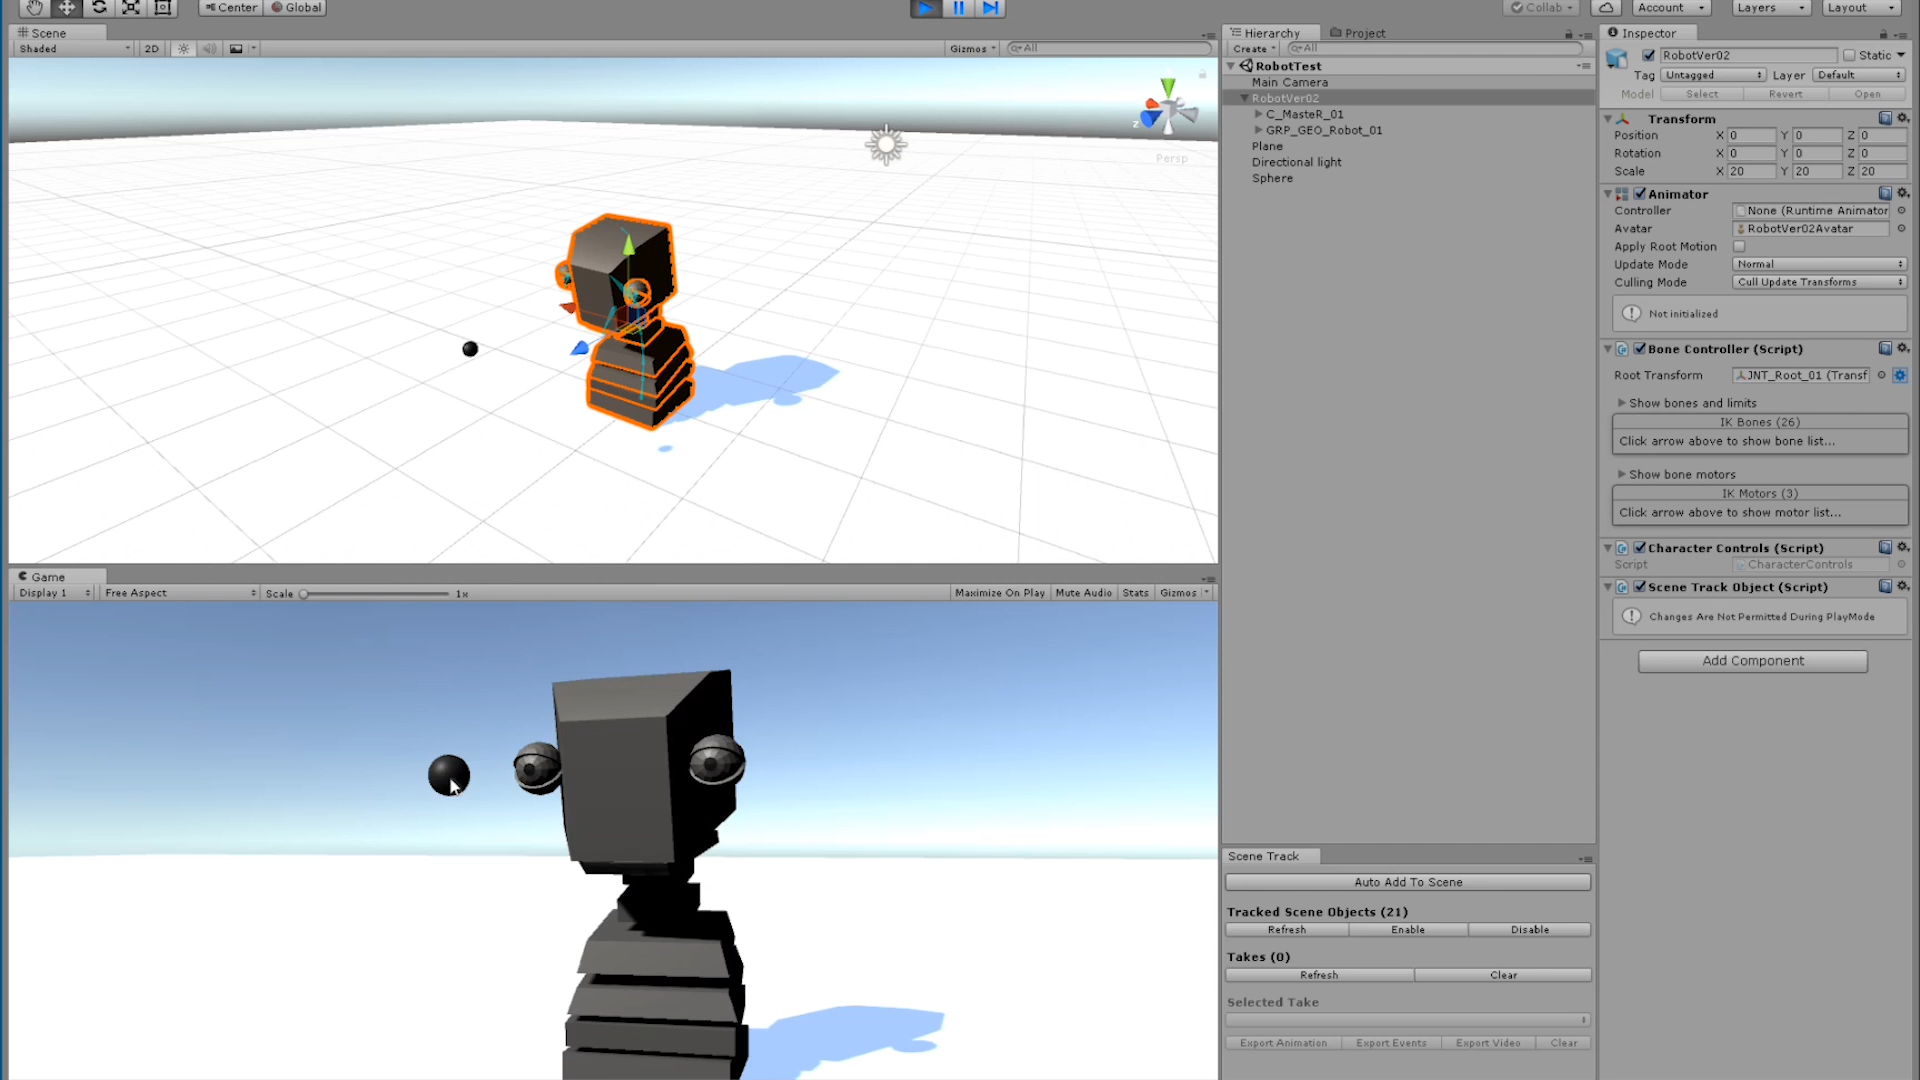 Center Global
Collab Account Layers Layout
Scene
Shaded 2D Gizmos All
z
Persp
Game
Display 1 Free Aspect Scale 1x Maximize On Play Mute Audio Stats Gizmos
Hierarchy Project
Create All
RobotTest
Main Camera
RobotVer02
C_MasteR_01
GRP_GEO_Robot_01
Plane
Directional light
Sphere
Scene Track
Auto Add To Scene
Tracked Scene Objects (21)
Refresh Enable Disable
Takes (0)
Refresh Clear
Selected Take
Export Animation Export Events Export Video Clear
Inspector
RobotVer02 Static
Tag Untagged Layer Default
Model Select Revert Open
Transform
Position X 0 Y 0 Z 0
Rotation X 0 Y 0 Z 0
Scale X 20 Y 20 Z 20
Animator
Controller None (Runtime Animator
Avatar RobotVer02Avatar
Apply Root Motion
Update Mode Normal
Culling Mode Cull Update Transforms
Not initialized
Bone Controller (Script)
Root Transform JNT_Root_01 (Transf
Show bones and limits
IK Bones (26)
Click arrow above to show bone list...
Show bone motors
IK Motors (3)
Click arrow above to show motor list...
Character Controls (Script)
Script CharacterControls
Scene Track Object (Script)
Changes Are Not Permitted During PlayMode
Add Component